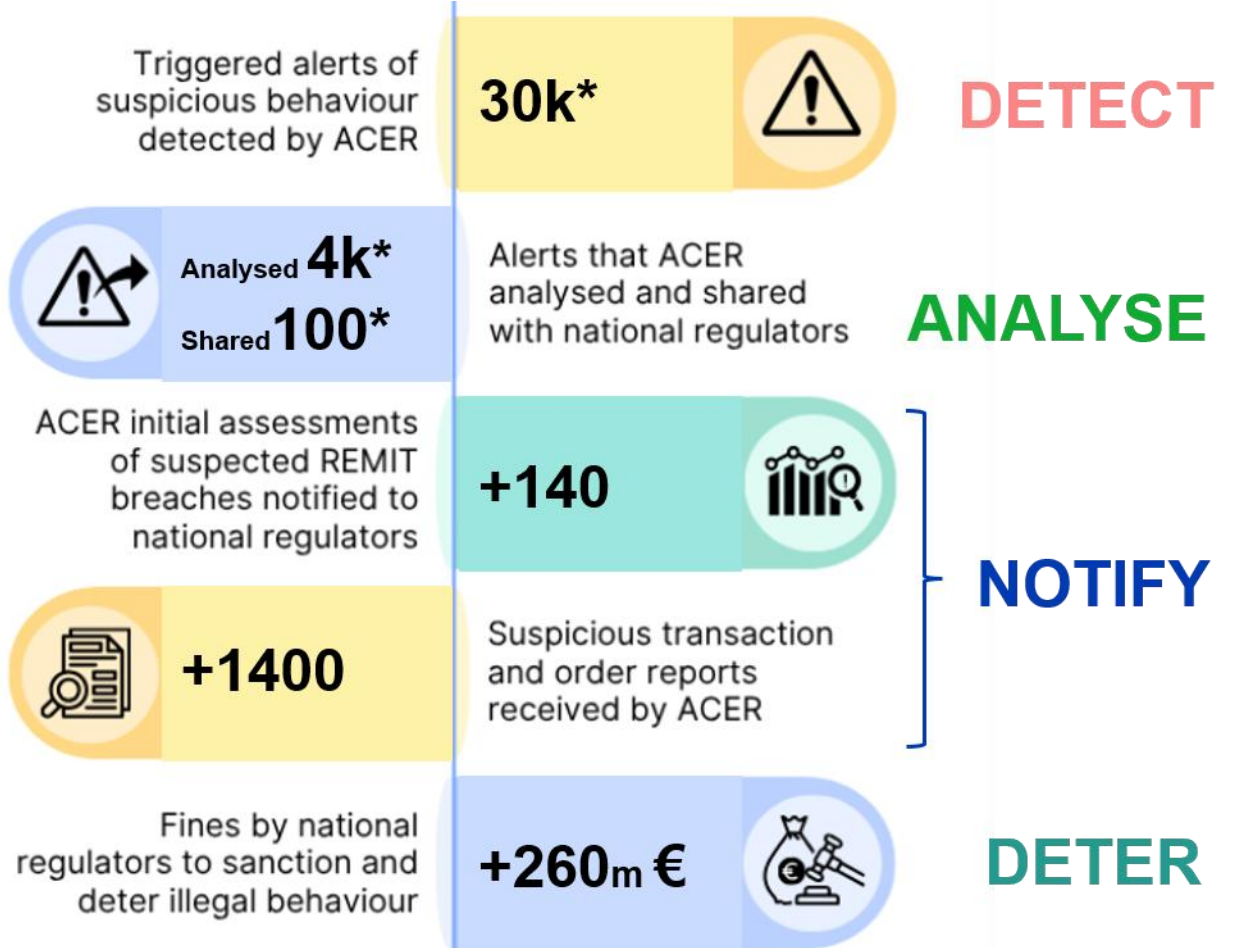 Triggered alerts of
suspicious behaviour
detected by ACER
30k*
DETECT
Analysed 4k*
Shared 100*
Alerts that ACER
analysed and shared
with national regulators
ANALYSE
ACER initial assessments
of suspected REMIT
breaches notified to
national regulators
+140
NOTIFY
+1400
Suspicious transaction
and order reports
received by ACER
Fines by national
regulators to sanction and
deter illegal behaviour
+260m €
DETER